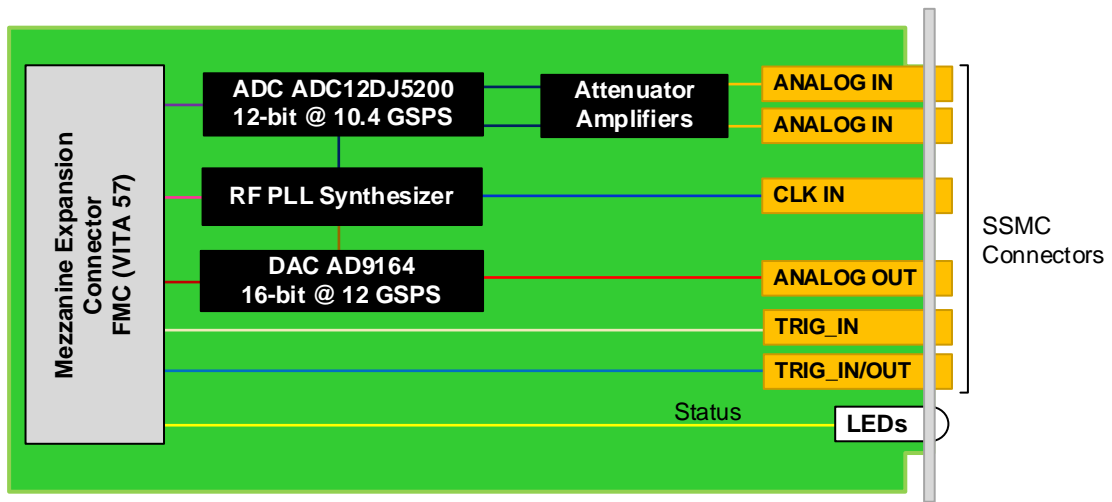 Mezzanine Expansion
Connector
FMC (VITA 57)
ADC ADC12DJ5200
12-bit @ 10.4 GSPS
Attenuator
Amplifiers
ANALOG IN
ANALOG IN
RF PLL Synthesizer
CLK IN
DAC AD9164
16-bit @ 12 GSPS
ANALOG OUT
TRIG_IN
TRIG_IN/OUT
Status
LEDs
SSMC
Connectors